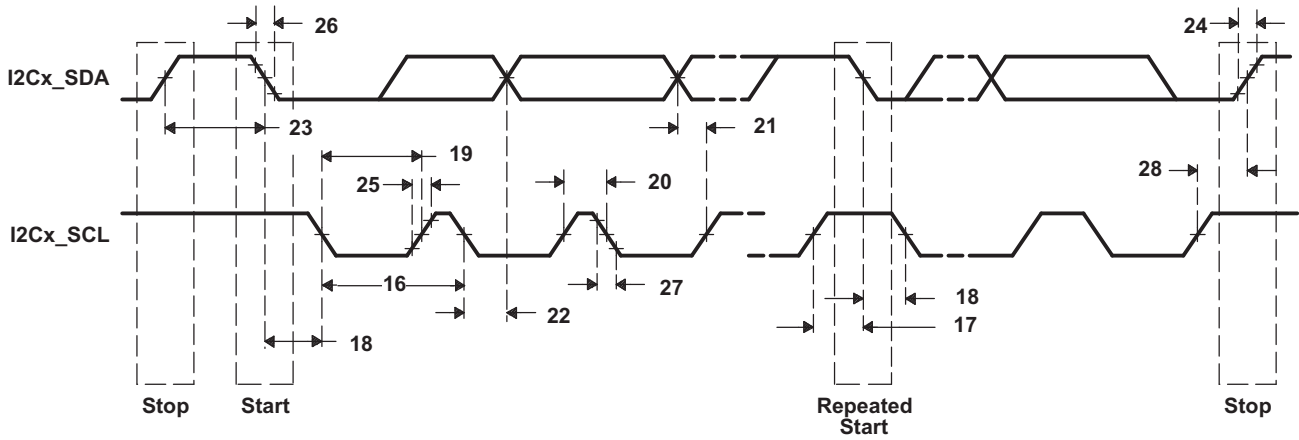 26
24
I2Cx_SDA
23
21
19
28
25
20
I2Cx_SCL
16
27
18
22
17
18
Stop
Start
Repeated
Start
Stop